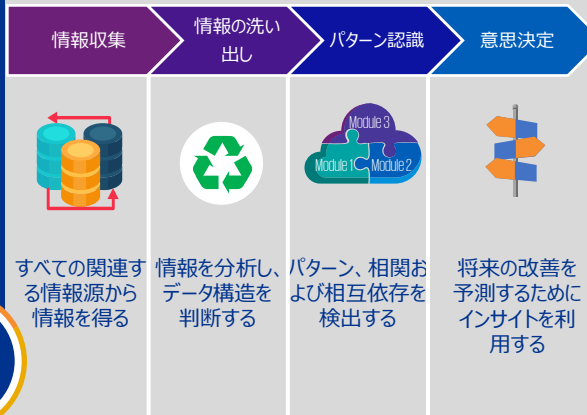 情報収集
情報の洗い
出し
パターン認識
意思決定
Module 3
Module 1
Module 2
すべての関連す
る情報源から
情報を得る
情報を分析し、
データ構造を
判断する
パターン、相関お
よび相互依存を
検出する
将来の改善を
予測するために
インサイトを利
用する